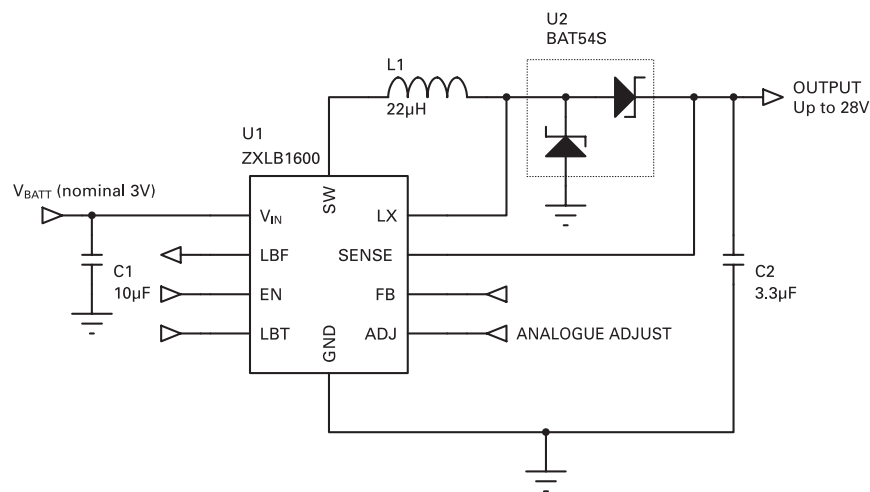 U2
BAT54S
L1
22µH
OUTPUT
Up to 28V
U1
ZXLB1600
VBATT (nominal 3V)
SW
VIN
LX
LBF
SENSE
C1
10µF
C2
3.3µF
EN
FB
LBT
ADJ
ANALOGUE ADJUST
GND